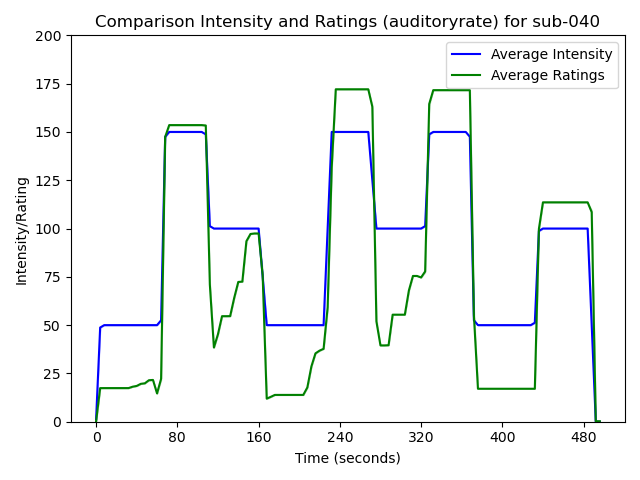 Comparison Intensity and Ratings (auditoryrate) for sub-040
200
175
150
125
100
75
50
25
0
Intensity/Rating
Average Intensity
Average Ratings
0 80 160 240 320 400 480
Time (seconds)